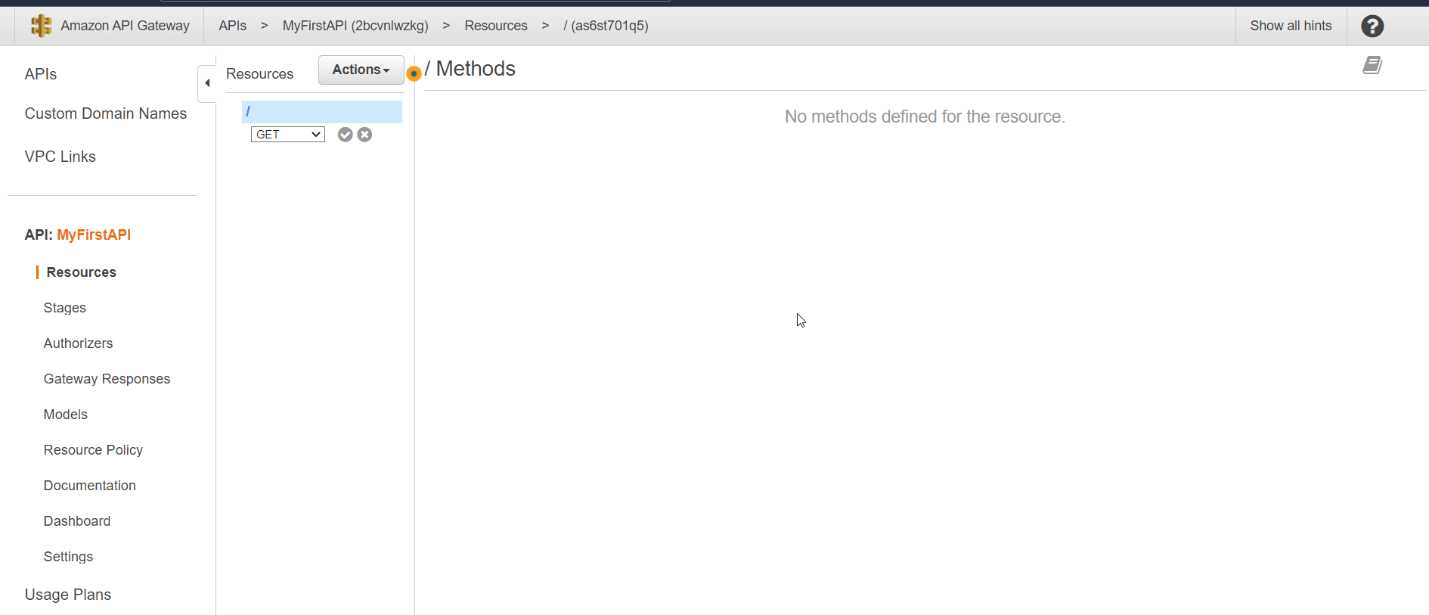 Amazon API Gateway APIs > MyFirstAPI (2bcvnlwzkg) > Resources > / (as6st701q5) Show all hints ?
APIs
Custom Domain Names
VPC Links
API: MyFirstAPI
Resources
Stages
Authorizers
Gateway Responses
Models
Resource Policy
Documentation
Dashboard
Settings
Usage Plans
Resources Actions
/
GET
/ Methods
No methods defined for the resource.